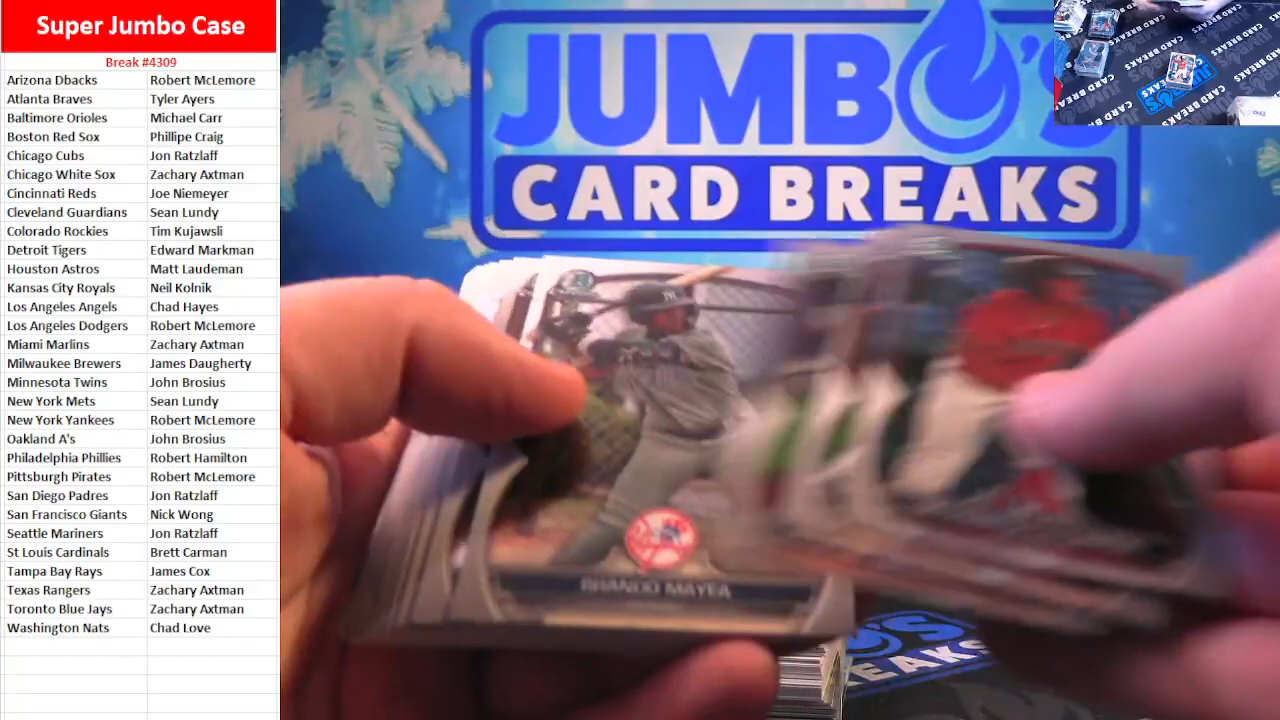 Super Jumbo Case
Break #4309
Arizona Dbacks Robert McLemore
Atlanta Braves Tyler Ayers
Baltimore Orioles Michael Carr
Boston Red Sox Phillipe Craig
Chicago Cubs Jon Ratzlaff
Chicago White Sox Zachary Axtman
Cincinnati Reds Joe Niemeyer
Cleveland Guardians Sean Lundy
Colorado Rockies Tim Kujawsli
Detroit Tigers Edward Markman
Houston Astros Matt Laudeman
Kansas City Royals Neil Kolnik
Los Angeles Angels Chad Hayes
Los Angeles Dodgers Robert McLemore
Miami Marlins Zachary Axtman
Milwaukee Brewers James Daugherty
Minnesota Twins John Brosius
New York Mets Sean Lundy
New York Yankees Robert McLemore
Oakland A's John Brosius
Philadelphia Phillies Robert Hamilton
Pittsburgh Pirates Robert McLemore
San Diego Padres Jon Ratzlaff
San Francisco Giants Nick Wong
Seattle Mariners Jon Ratzlaff
St Louis Cardinals Brett Carman
Tampa Bay Rays James Cox
Texas Rangers Zachary Axtman
Toronto Blue Jays Zachary Axtman
Washington Nats Chad Love
JUMBO'S
CARD BREAKS
BRANDO MAYEA